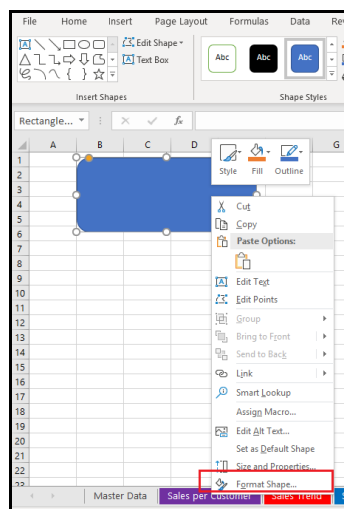 File Home Insert Page Layout Formulas Data Re
Edit Shape
Text Box
Abc Abc Abc
Insert Shapes Shape Styles
Rectangle... fx
A B C D G
1
2
3
4
5
6
7
8
9
10
11
12
13
14
15
16
17
18
19
20
21
22
23
Style Fill Outline
Cut
Copy
Paste Options:
Edit Text
Edit Points
Group
Bring to Front
Send to Back
Link
Smart Lookup
Assign Macro...
Edit Alt Text...
Set as Default Shape
Size and Properties...
Format Shape...
Master Data Sales per Customer Sales Trend S